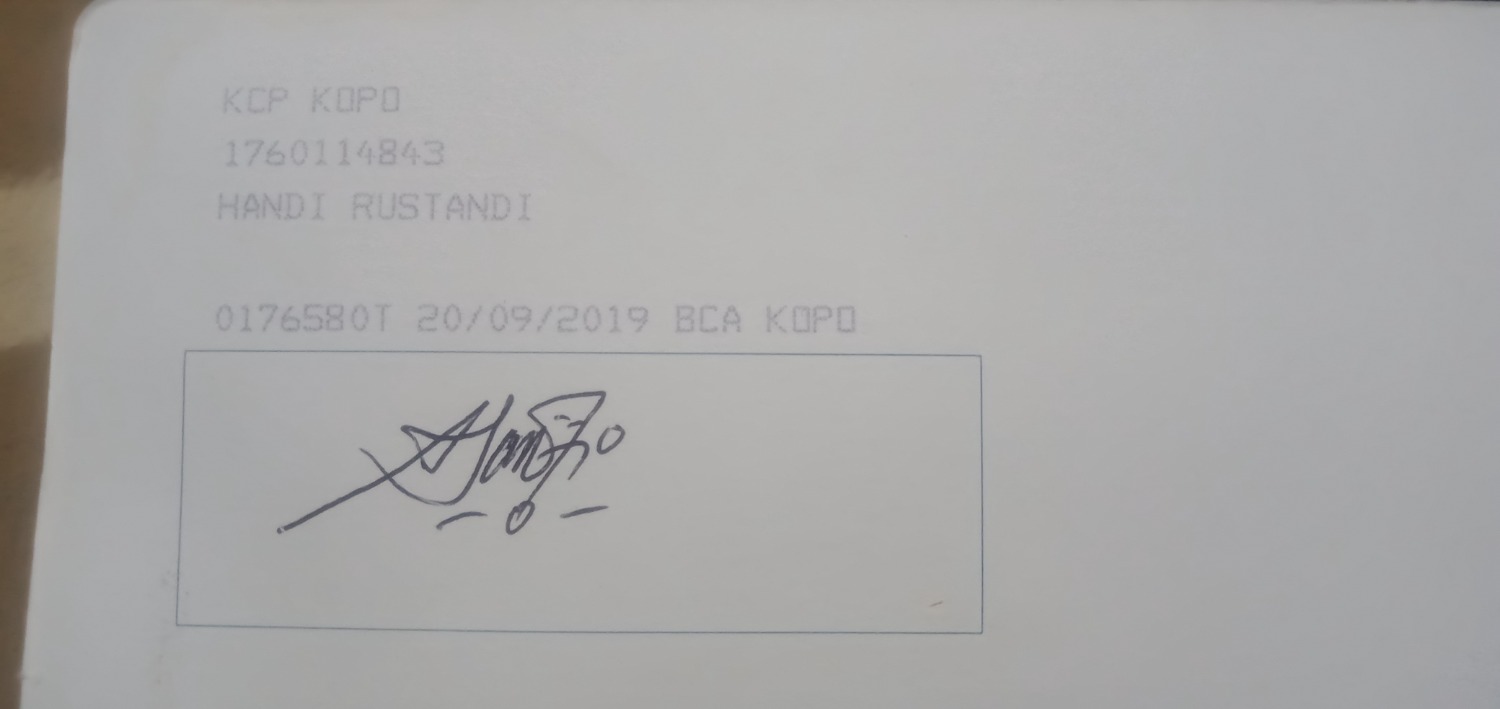 KCP KOPO
1760114843
HANDI RUSTANDI
0176580T 20/09/2019 BCA KOPO